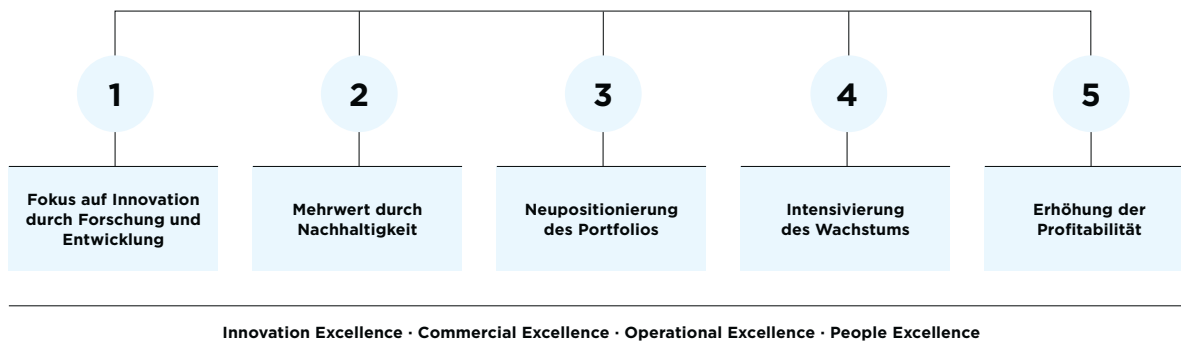 1
2
3
4
5
Fokus auf Innovation
durch Forschung und
Entwicklung
Mehrwert durch
Nachhaltigkeit
Neupositionierung
des Portfolios
Intensivierung
des Wachstums
Erhöhung der
Profitabilität
Innovation Excellence · Commercial Excellence · Operational Excellence · People Excellence